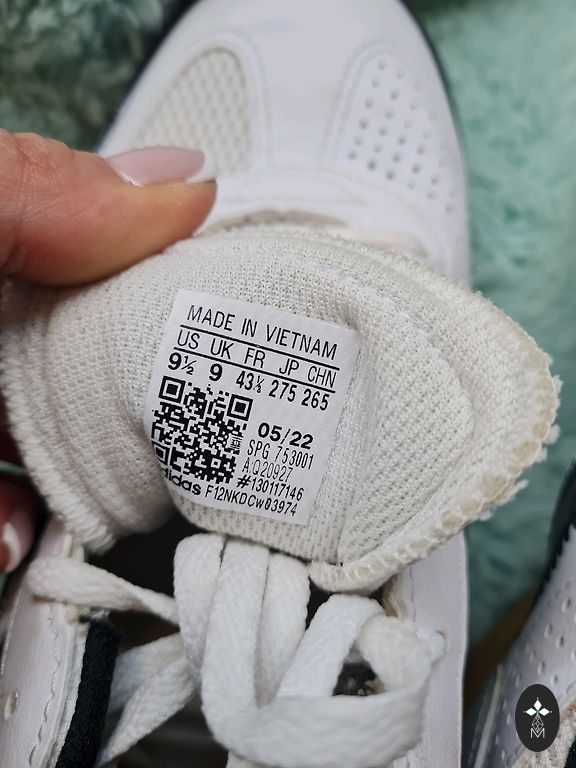 MADE IN VIETNAM
US UK FR JP CHN
9½ 9 43⅓ 275 265
05/22
SPG 753001
AQ20927
#130117146
adidas F12NKDCW03974
M